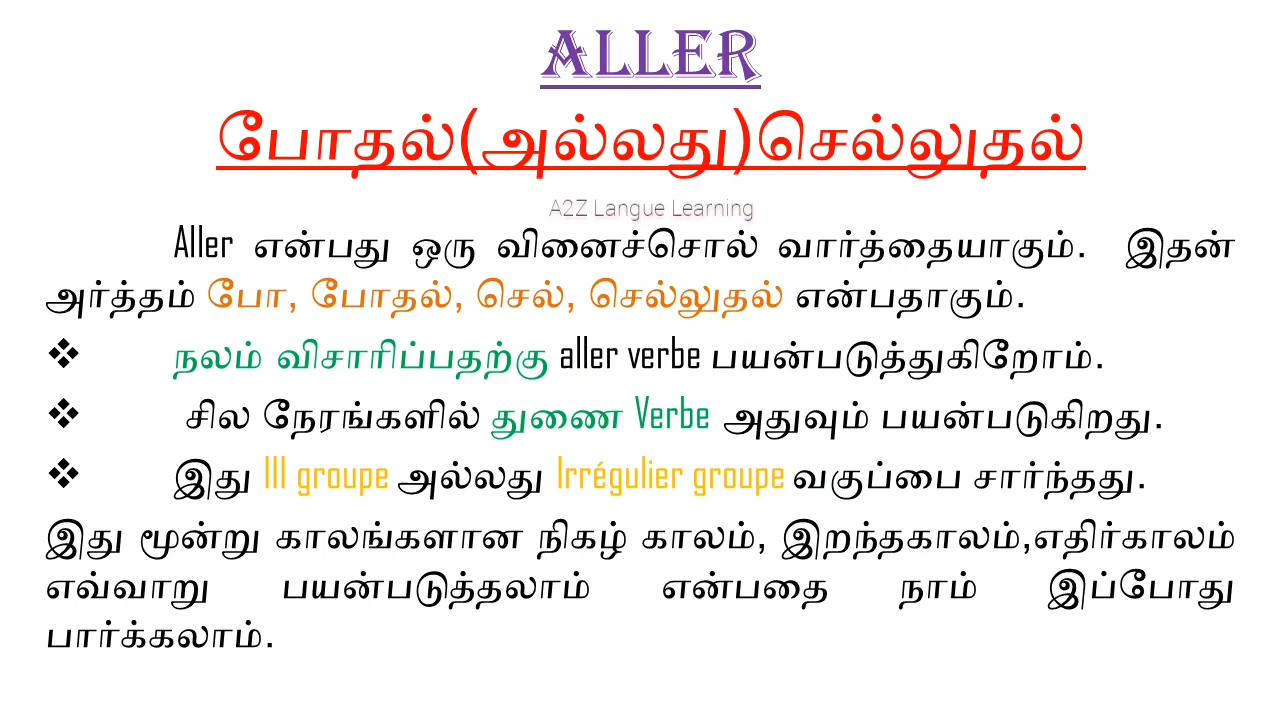 ALLER
போதல்(அல்லது)செல்லுதல்
A2Z Langue Learning
Aller என்பது ஒரு வினைச்சொல் வார்த்தையாகும். இதன்
அர்த்தம் போ, போதல், செல், செல்லுதல் என்பதாகும்.
❖ நலம் விசாரிப்பதற்கு aller verbe பயன்படுத்துகிறோம்.
❖ சில நேரங்களில் துணை Verbe அதுவும் பயன்படுகிறது.
❖ இது III groupe அல்லது Irrégulier groupe வகுப்பை சார்ந்தது.
இது மூன்று காலங்களான நிகழ் காலம், இறந்தகாலம்,எதிர்காலம்
எவ்வாறு பயன்படுத்தலாம் என்பதை நாம் இப்போது
பார்க்கலாம்.